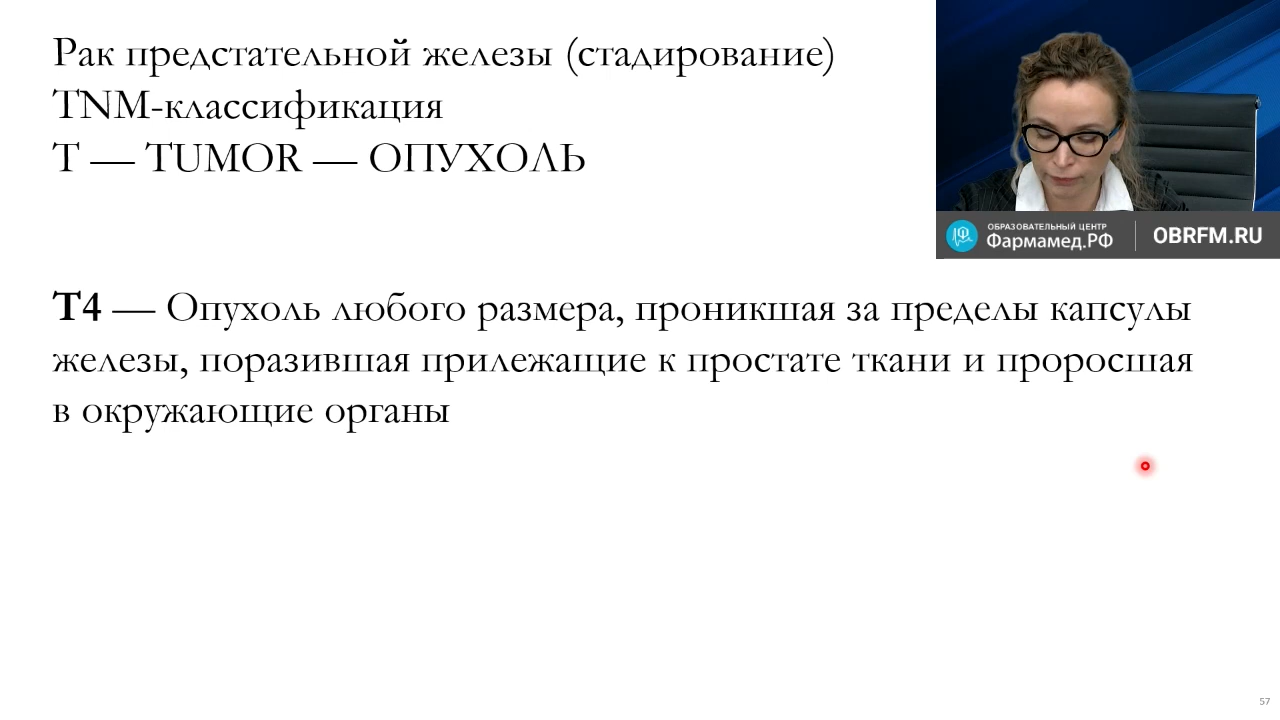 Рак предстательной железы (стадирование)
TNM-классификация
T — TUMOR — ОПУХОЛЬ
ОБРАЗОВАТЕЛЬНЫЙ ЦЕНТР
Фармамед.РФ
OBRFM.RU
T4 — Опухоль любого размера, проникшая за пределы капсулы
железы, поразившая прилежащие к простате ткани и проросшая
в окружающие органы
57